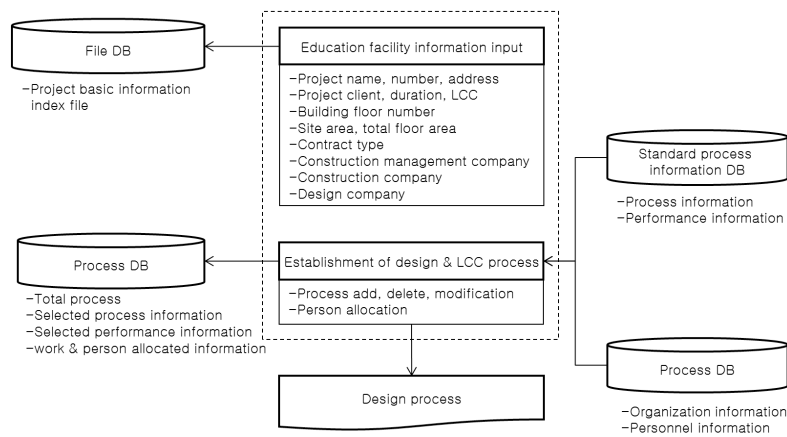 File DB
-Project basic information
index file
Education facility information input
-Project name, number, address
-Project client, duration, LCC
-Building floor number
-Site area, total floor area
-Contract type
-Construction management company
-Construction company
-Design company
Standard process
information DB
-Process information
-Performance information
Process DB
-Total process
-Selected process information
-Selected performance information
-work & person allocated information
Establishment of design & LCC process
-Process add, delete, modification
-Person allocation
Design process
Process DB
-Organization information
-Personnel information